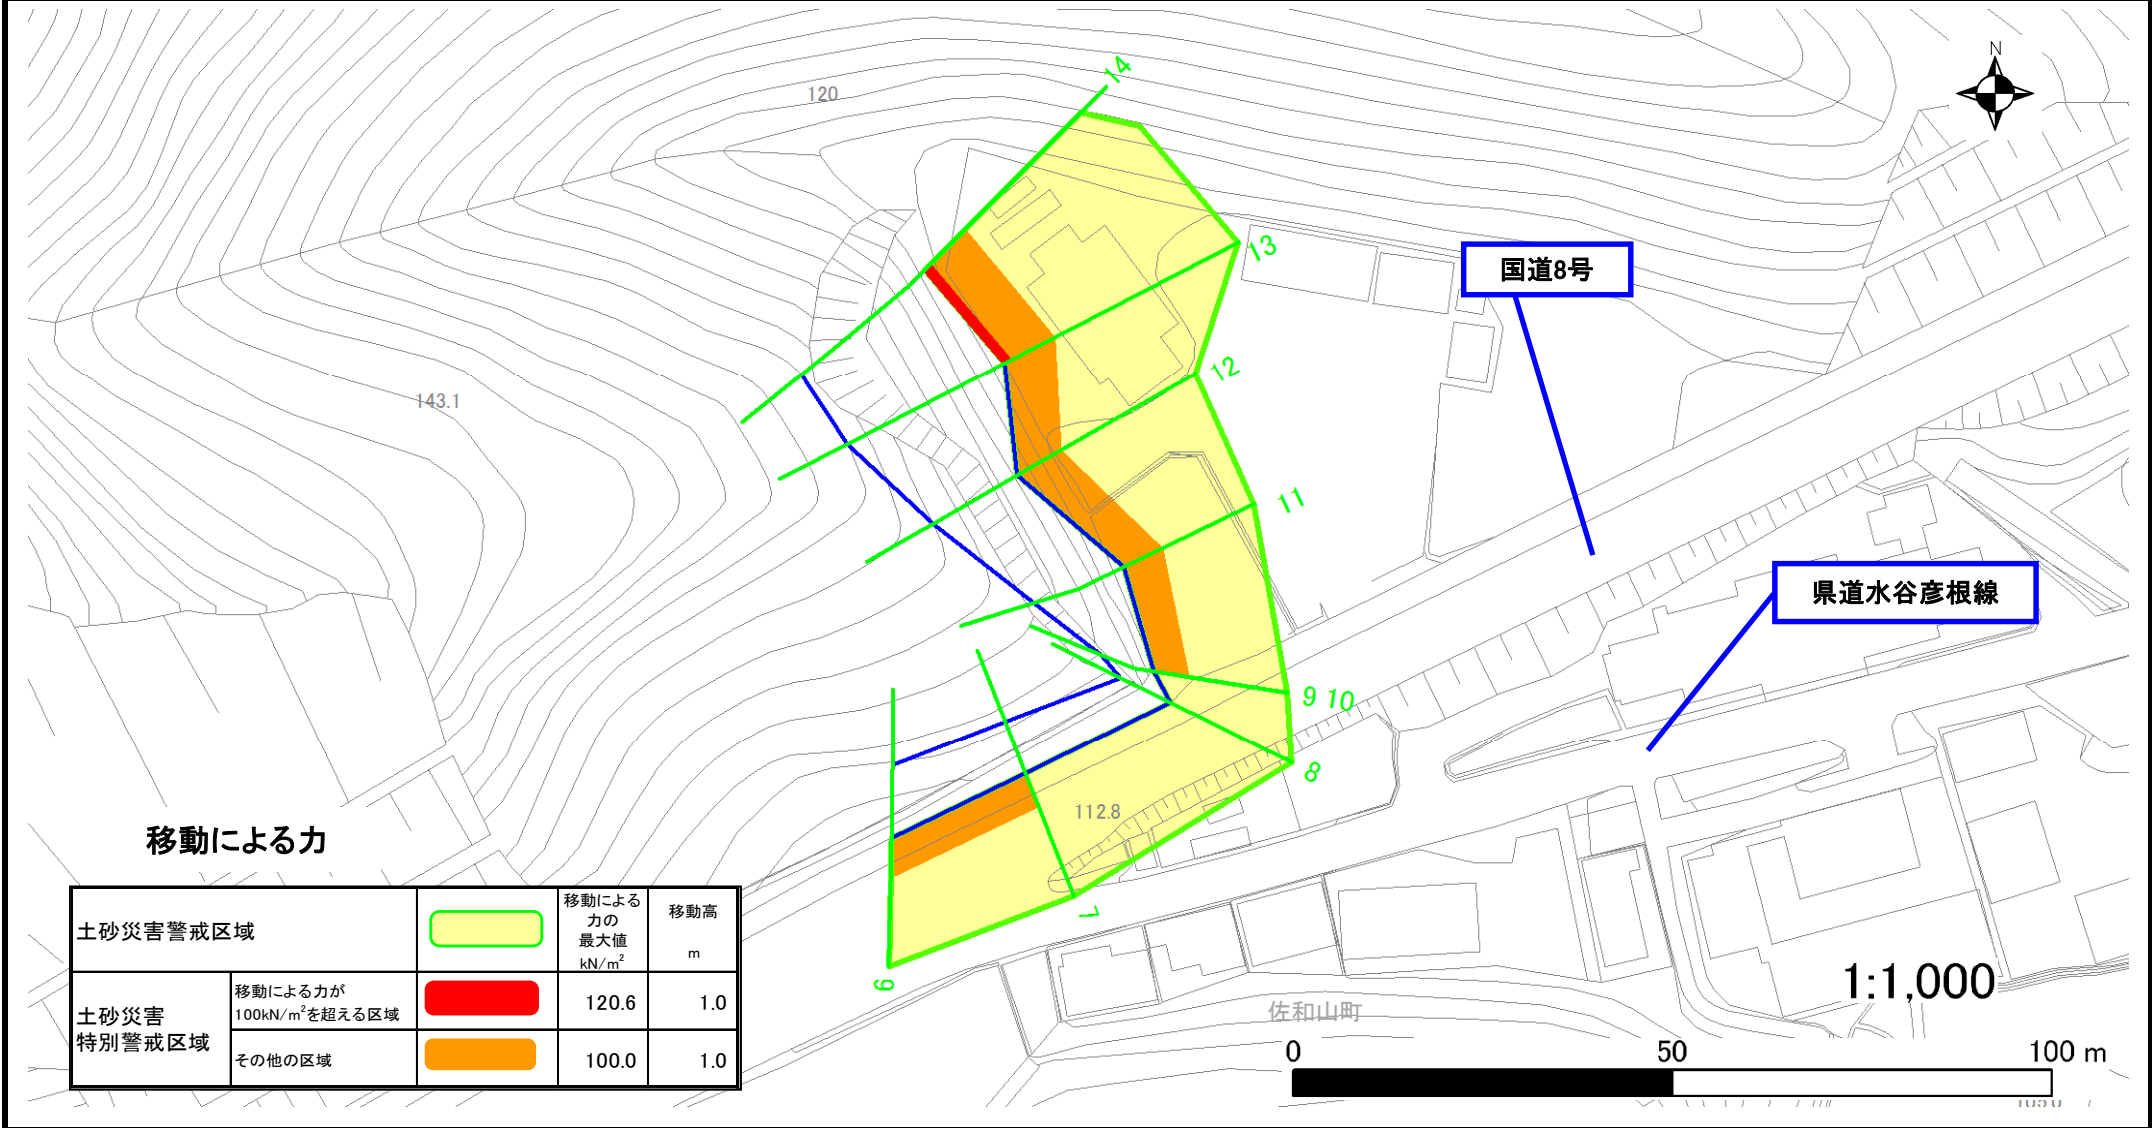 14
N
120
13
国道8号
12
143.1
11
県道水谷彦根線
9 10
8
112.8
移動による力
7
6
土砂災害警戒区域
移動による
力の
最大値
kN/m²
移動高
m
土砂災害
特別警戒区域
移動による力が
100kN/m²を超える区域
120.6
1.0
その他の区域
100.0
1.0
1:1,000
佐和山町
0
50
100 m